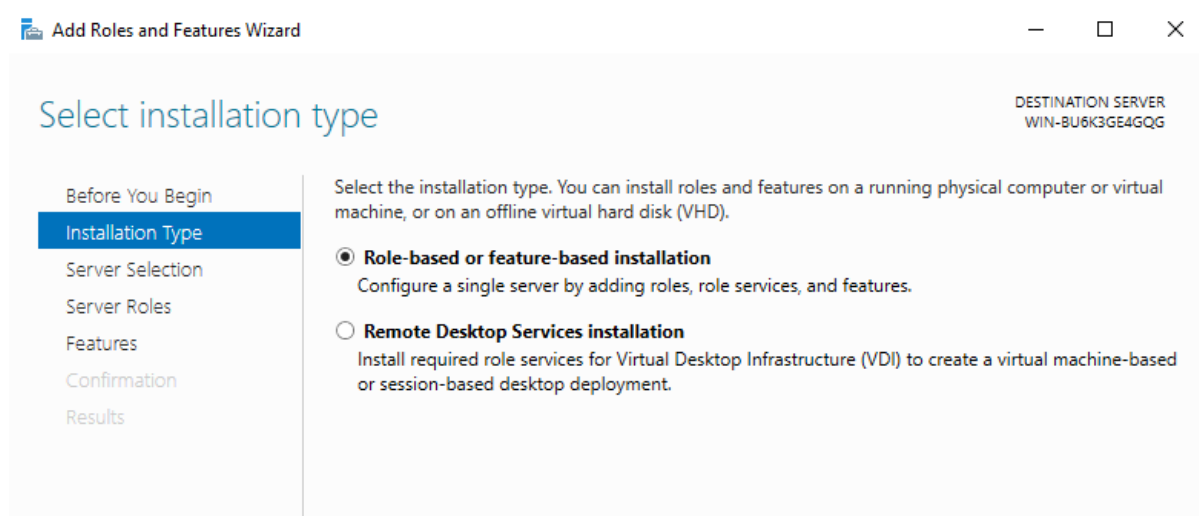 Add Roles and Features Wizard
Select installation type
DESTINATION SERVER
WIN-BU6K3GE4GQG
Before You Begin
Installation Type
Server Selection
Server Roles
Features
Confirmation
Results
Select the installation type. You can install roles and features on a running physical computer or virtual
machine, or on an offline virtual hard disk (VHD).
Role-based or feature-based installation
Configure a single server by adding roles, role services, and features.
Remote Desktop Services installation
Install required role services for Virtual Desktop Infrastructure (VDI) to create a virtual machine-based
or session-based desktop deployment.